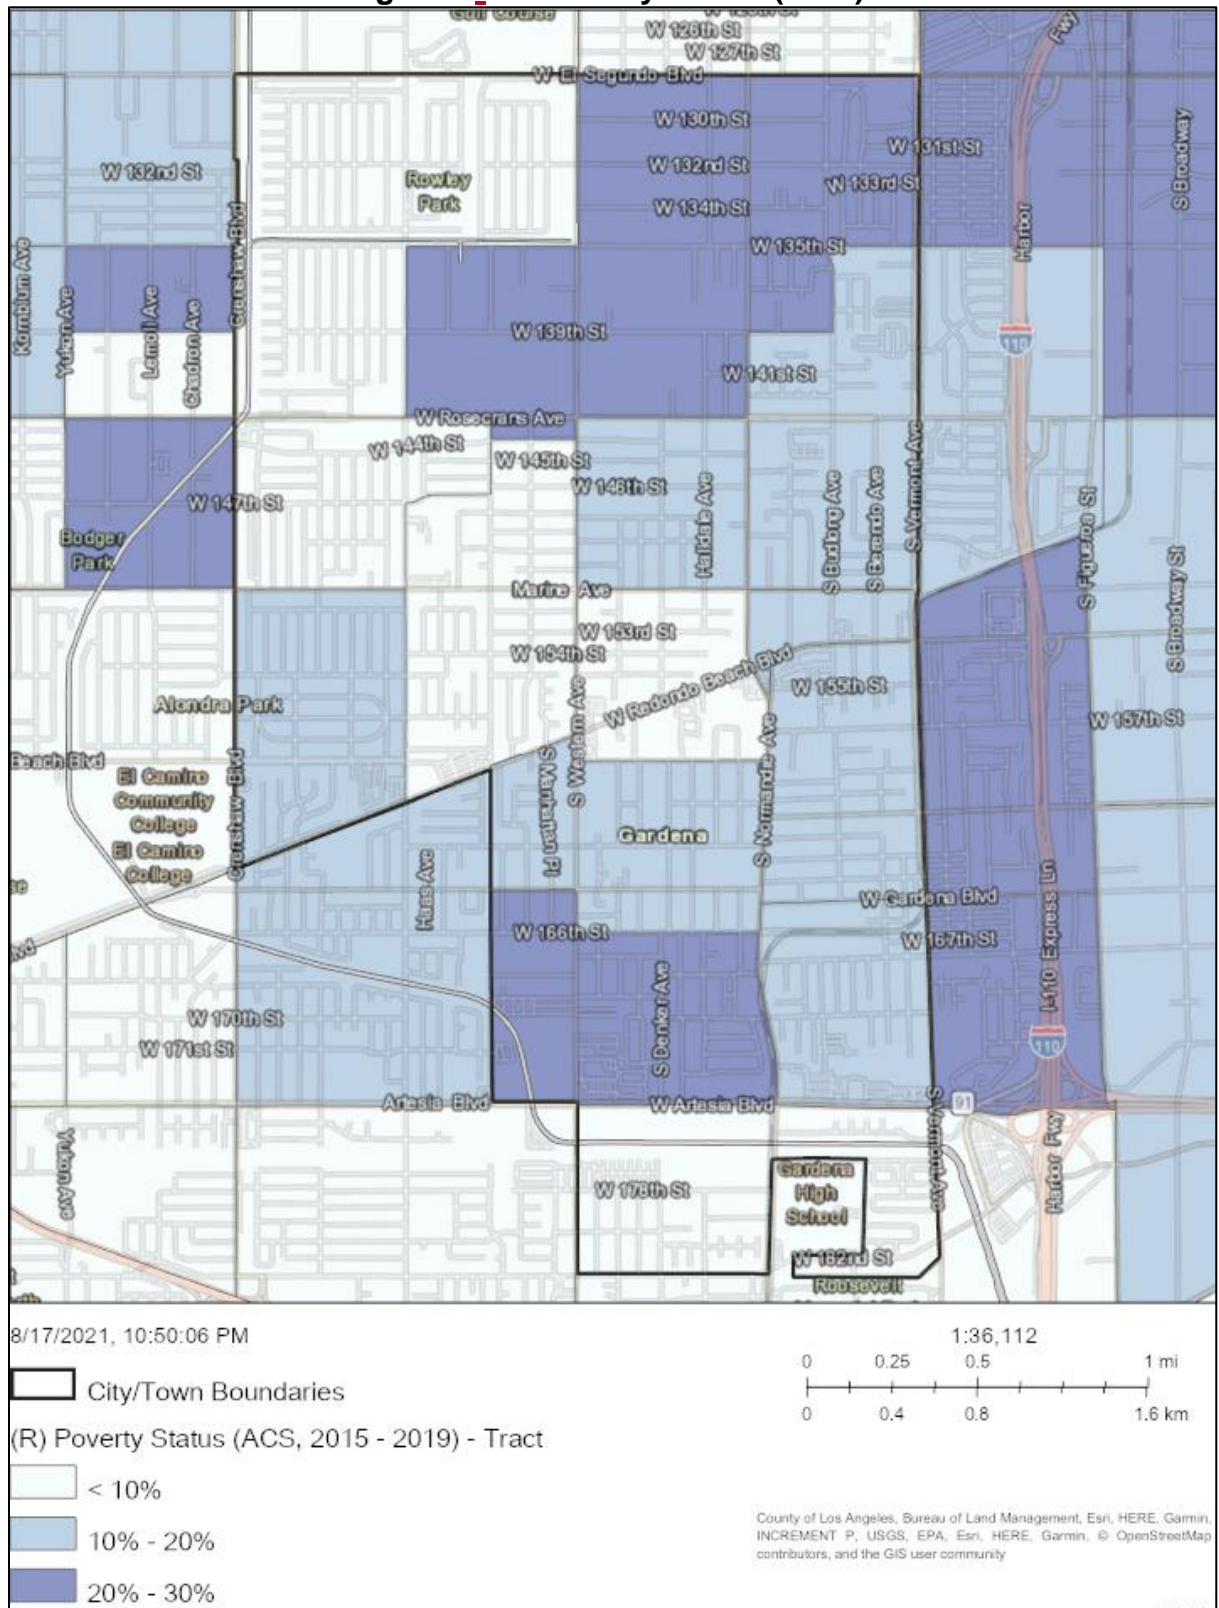 Golf Course
W 126th St
W 127th St
Fwy
W El Segundo Blvd
W 130th St
W 131st St
S Broadway
W 132nd St
W 132nd St
Rowley
Park
W 133rd St
W 134th St
W 135th St
Harbor
Crenshaw Blvd
Kornblum Ave
Yukon Ave
Lemoli Ave
Chadron Ave
W 139th St
110
W 141st St
W Rosecrans Ave
W 144th St
W 145th St
W 146th St
W 147th St
Halldale Ave
S Budlong Ave
S Berendo Ave
S Vermont Ave
S Figueroa St
S Broadway St
Bodger
Park
Marine Ave
W 153rd St
W 154th St
W Redondo Beach Blvd
W 155th St
Alondra Park
W 157th St
Beach Blvd
El Camino
Community
College
El Camino
College
Crenshaw Blvd
S Manhattan Pl
S Western Ave
S Normandie Ave
Gardena
Haas Ave
W Gardena Blvd
W 166th St
W 167th St
I-110 Express Ln
S Denker Ave
W 170th St
W 171st St
110
Artesia Blvd
W Artesia Blvd
91
S Vermont Ave
Harbor Fwy
Yukon Ave
Gardena
High
School
W 178th St
W 182nd St
Roosevelt
8/17/2021, 10:50:06 PM
1:36,112
0 0.25 0.5 1 mi
0 0.4 0.8 1.6 km
City/Town Boundaries
(R) Poverty Status (ACS, 2015 - 2019) - Tract
< 10%
10% - 20%
20% - 30%
County of Los Angeles, Bureau of Land Management, Esri, HERE, Garmin,
INCREMENT P, USGS, EPA, Esri, HERE, Garmin, © OpenStreetMap
contributors, and the GIS user community